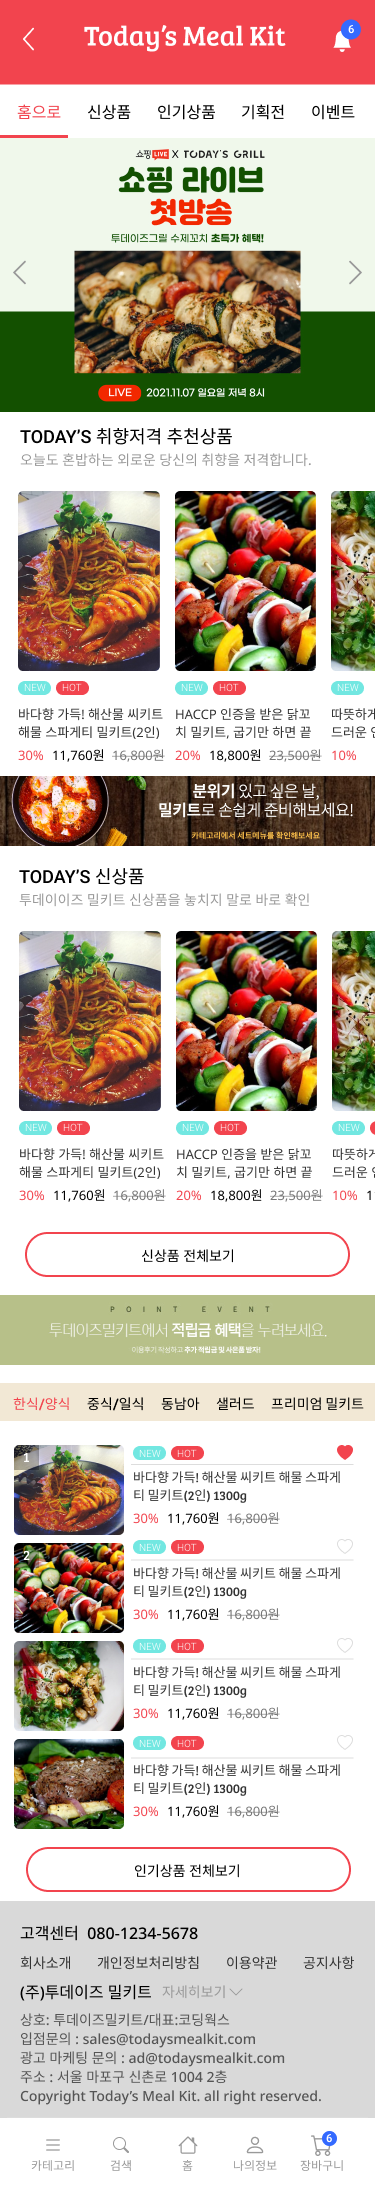 Today's Meal Kit
6
홈으로 신상품 인기상품 기획전 이벤트
쇼핑LIVE X TODAY'S GRILL
쇼핑 라이브
첫방송
투데이즈그릴 수제꼬치 초특가 혜택!
LIVE 2021.11.07 일요일 저녁 8시
TODAY'S 취향저격 추천상품
오늘도 혼밥하는 외로운 당신의 취향을 저격합니다.
NEW HOT NEW HOT NEW
바다향 가득! 해산물 씨키트 HACCP 인증을 받은 닭꼬 따뜻하게
해물 스파게티 밀키트(2인) 치 밀키트, 굽기만 하면 끝 드러운
30% 11,760원 16,800원 20% 18,800원 23,500원 10%
분위기 있고 싶은 날,
밀키트로 손쉽게 준비해보세요!
카테고리에서 세트메뉴를 확인해보세요
TODAY'S 신상품
투데이이즈 밀키트 신상품을 놓치지 말로 바로 확인
NEW HOT NEW HOT NEW
바다향 가득! 해산물 씨키트 HACCP 인증을 받은 닭꼬 따뜻하게
해물 스파게티 밀키트(2인) 치 밀키트, 굽기만 하면 끝 드러운
30% 11,760원 16,800원 20% 18,800원 23,500원 10% 1
신상품 전체보기
POINT EVENT
투데이즈밀키트에서 적립금 혜택을 누려보세요.
이용후기 작성하고 추가 적립금 및 사은품 받자!
한식/양식 중식/일식 동남아 샐러드 프리미엄 밀키트
1 NEW HOT
바다향 가득! 해산물 씨키트 해물 스파게
티 밀키트(2인) 1300g
30% 11,760원 16,800원
2 NEW HOT
바다향 가득! 해산물 씨키트 해물 스파게
티 밀키트(2인) 1300g
30% 11,760원 16,800원
NEW HOT
바다향 가득! 해산물 씨키트 해물 스파게
티 밀키트(2인) 1300g
30% 11,760원 16,800원
NEW HOT
바다향 가득! 해산물 씨키트 해물 스파게
티 밀키트(2인) 1300g
30% 11,760원 16,800원
인기상품 전체보기
고객센터 080-1234-5678
회사소개 개인정보처리방침 이용약관 공지사항
(주)투데이즈 밀키트 자세히보기
상호: 투데이즈밀키트/대표:코딩웍스
입점문의 : sales@todaysmealkit.com
광고 마케팅 문의 : ad@todaysmealkit.com
주소 : 서울 마포구 신촌로 1004 2층
Copyright Today's Meal Kit. all right reserved.
6
카테고리 검색 홈 나의정보 장바구니